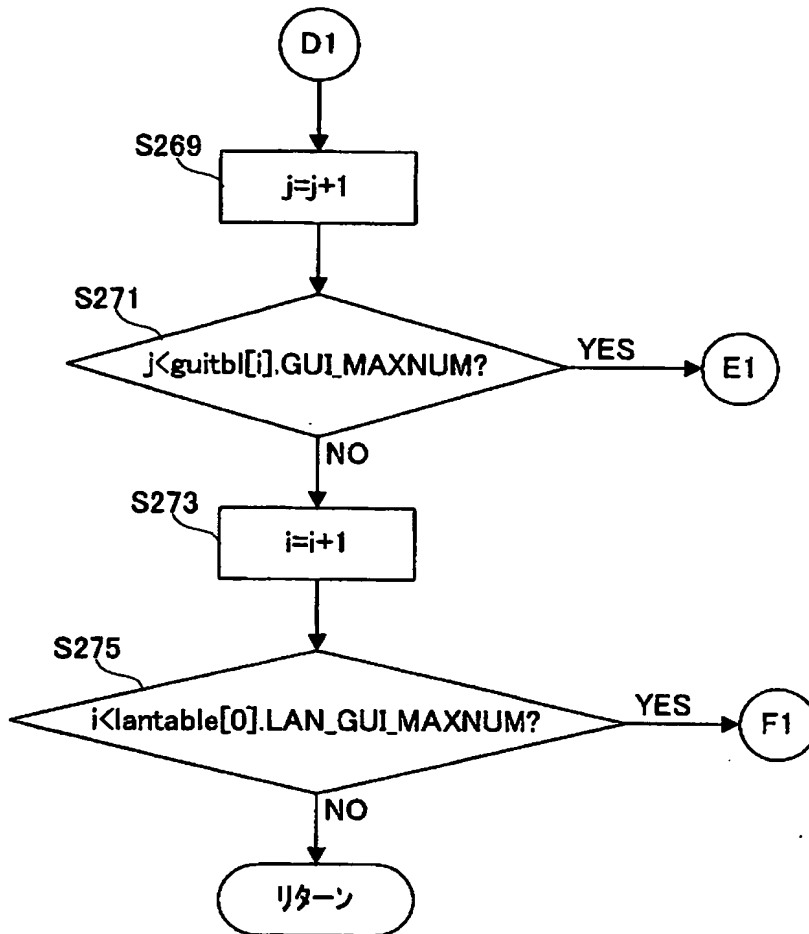 D1
S269
j=j+1
S271
j<guitbl[i].GUI_MAXNUM?
YES
E1
NO
S273
i=i+1
S275
i<lantable[0].LAN_GUI_MAXNUM?
YES
F1
NO
リターン